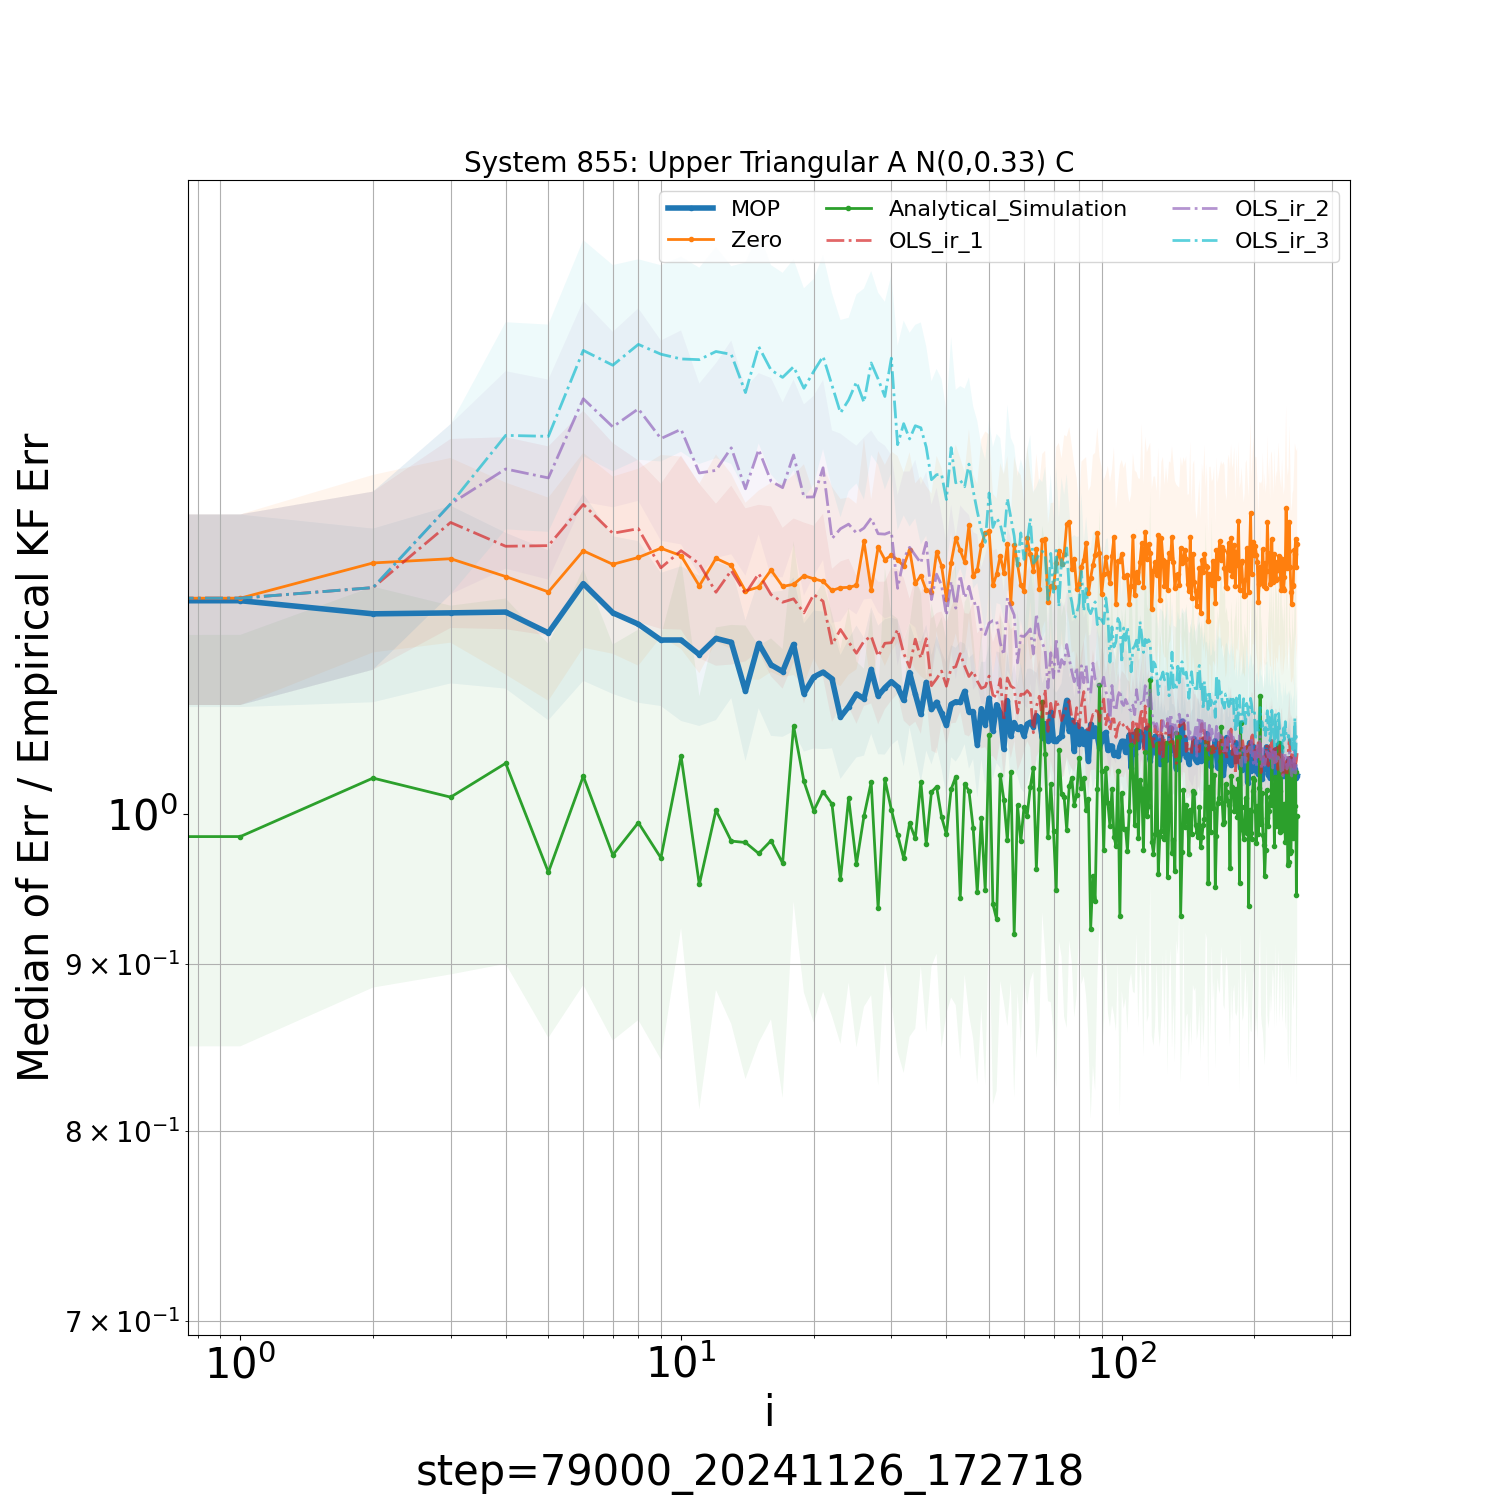 System 855: Upper Triangular A N(0,0.33) C
MOP
Zero
Analytical_Simulation
OLS_ir_1
OLS_ir_2
OLS_ir_3
Median of Err / Empirical KF Err
10⁰
9 × 10⁻¹
8 × 10⁻¹
7 × 10⁻¹
10⁰ 10¹ 10²
i
step=79000_20241126_172718